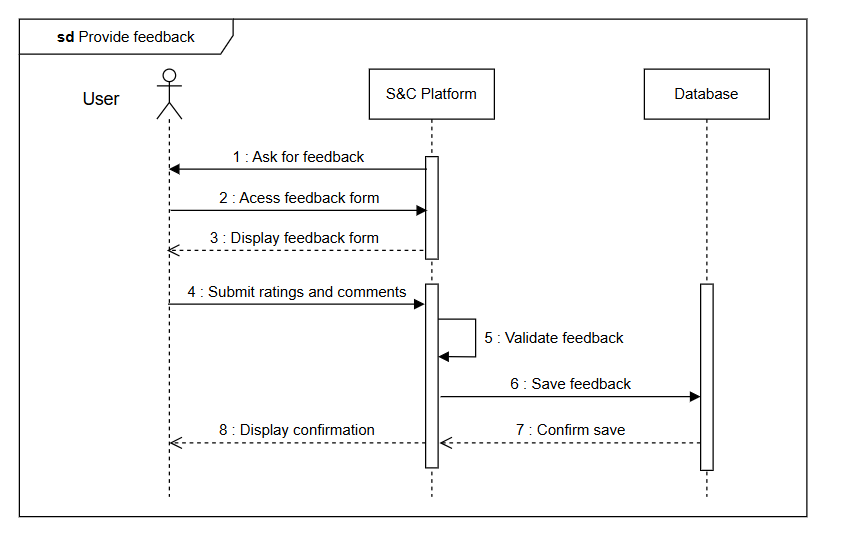 sd Provide feedback
User
S&C Platform
Database
1 : Ask for feedback
2 : Acess feedback form
3 : Display feedback form
4 : Submit ratings and comments
5 : Validate feedback
6 : Save feedback
7 : Confirm save
8 : Display confirmation